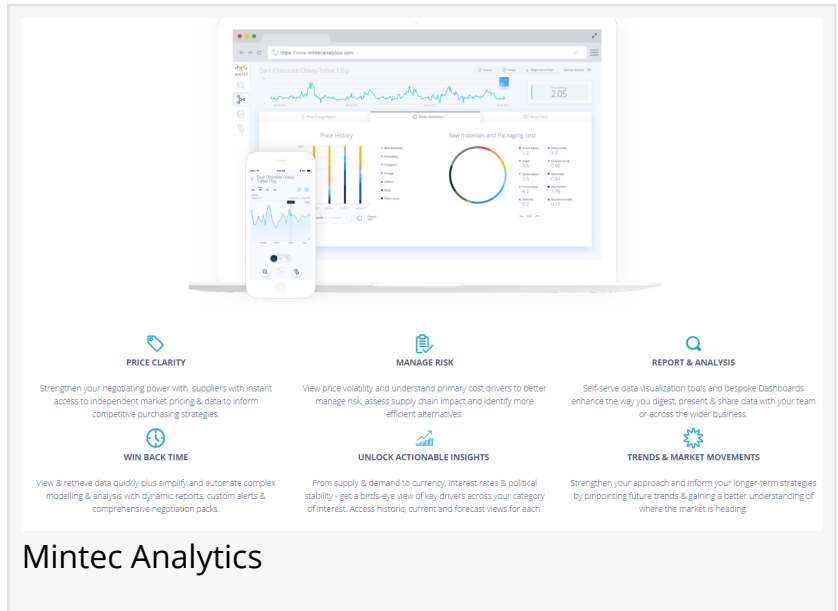 https://www.mintecanalytics.com
MINTEC
Dark Chocolate Chewy Toffee 135g
2.05
Price History
Raw materials and Packaging cost
PRICE CLARITY
Strengthen your negotiating power with suppliers with instant
access to independent market pricing & data to inform
competitive purchasing strategies.
MANAGE RISK
View price volatility and understand primary cost drivers to better
manage risk, assess supply chain impact and identify more
efficient alternatives.
REPORT & ANALYSIS
Self-serve data visualization tools and bespoke Dashboards
enhance the way you digest, present & share data with your team
or across the wider business.
WIN BACK TIME
View & retrieve data quickly plus simplify and automate complex
modelling & analysis with dynamic reports, custom alerts &
comprehensive negotiation packs.
UNLOCK ACTIONABLE INSIGHTS
From supply & demand to currency, interest rates & political
stability - get a birds-eye view of key drivers across your category
of interest. Access historic, current and forecast views for each.
TRENDS & MARKET MOVEMENTS
Strengthen your approach and inform your longer-term strategies
by pinpointing future trends & gaining a better understanding of
where the market is heading.
Mintec Analytics